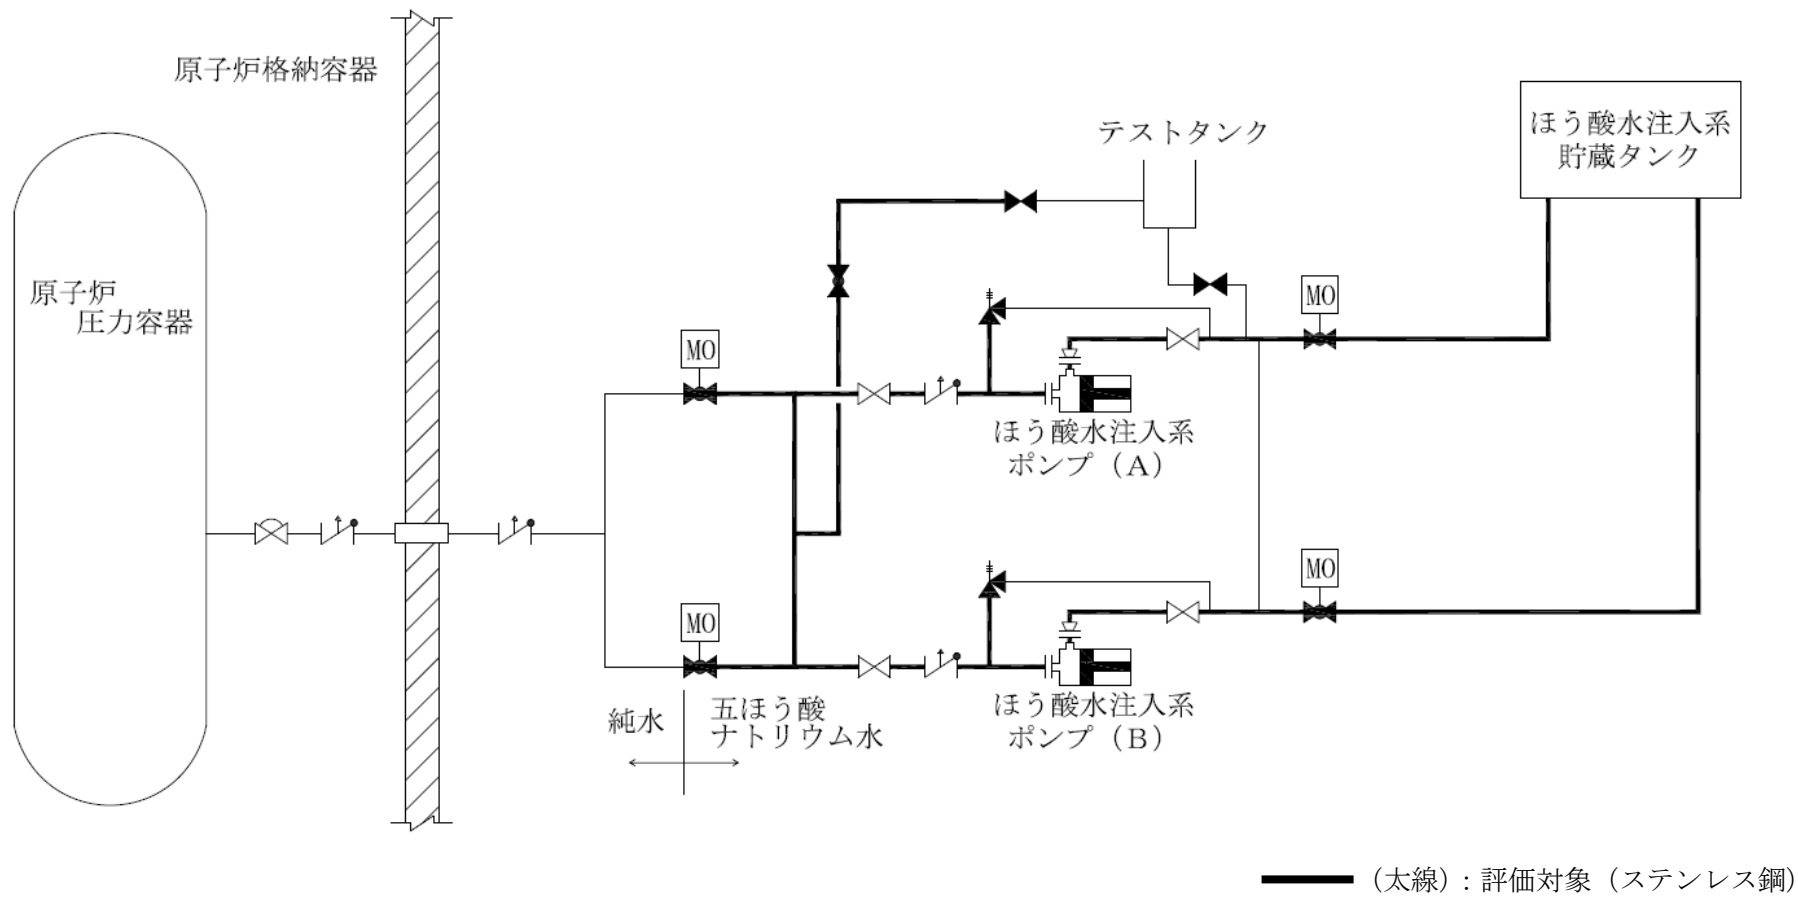 原子炉格納容器
テストタンク
ほう酸水注入系
貯蔵タンク
原子炉
圧力容器
MO
MO
ほう酸水注入系
ポンプ（A）
MO
MO
ほう酸水注入系
ポンプ（B）
純水
五ほう酸
ナトリウム水
（太線）：評価対象（ステンレス鋼）